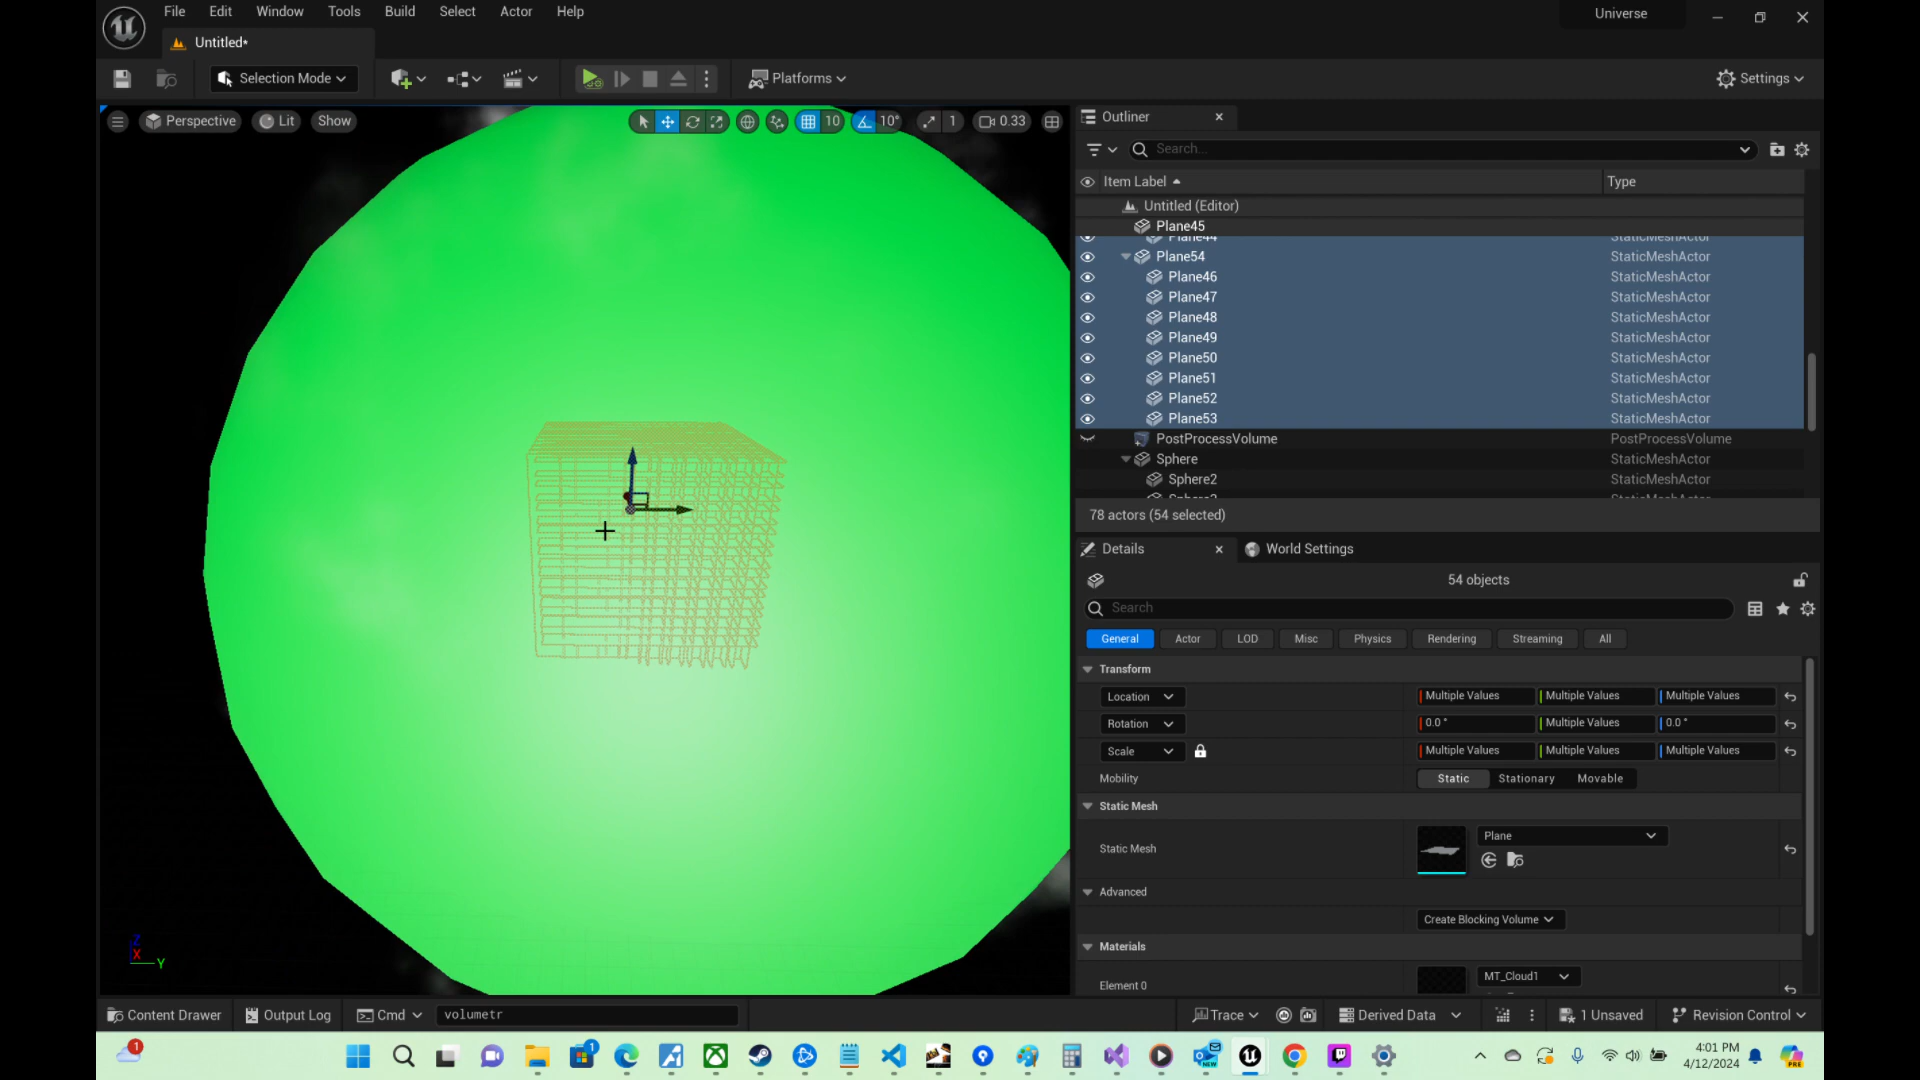 File Edit Window Tools Build Select Actor Help
Universe
Untitled*
Selection Mode
Platforms
Settings
Perspective Lit Show
10 10° 1 0.33
Outliner
Search...
Item Label Type
Untitled (Editor)
Plane45
Plane44 StaticMeshActor
Plane54 StaticMeshActor
Plane46 StaticMeshActor
Plane47 StaticMeshActor
Plane48 StaticMeshActor
Plane49 StaticMeshActor
Plane50 StaticMeshActor
Plane51 StaticMeshActor
Plane52 StaticMeshActor
Plane53 StaticMeshActor
PostProcessVolume PostProcessVolume
Sphere StaticMeshActor
Sphere2 StaticMeshActor
78 actors (54 selected)
Details World Settings
54 objects
Search
General Actor LOD Misc Physics Rendering Streaming All
Transform
Location Multiple Values Multiple Values Multiple Values
Rotation 0.0 ° Multiple Values 0.0 °
Scale Multiple Values Multiple Values Multiple Values
Mobility Static Stationary Movable
Static Mesh
Static Mesh Plane
Advanced
Create Blocking Volume
Materials
Element 0 MT_Cloud1
Z
X
Y
Content Drawer Output Log Cmd volumetr Trace Derived Data 1 Unsaved Revision Control
1
1
NEW
PRE
4:01 PM
4/12/2024